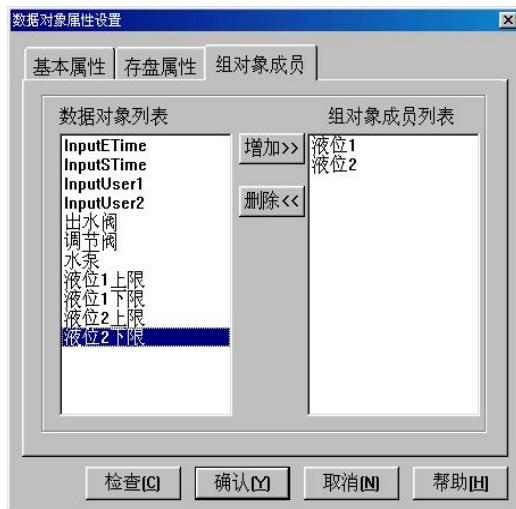 数据对象属性设置
基本属性 存盘属性 组对象成员
数据对象列表
InputETime
InputSTime
InputUser1
InputUser2
出水阀
调节阀
水泵
液位1上限
液位1下限
液位2上限
液位2下限
增加>>
删除<<
组对象成员列表
液位1
液位2
检查[C] 确认[Y] 取消[N] 帮助[H]